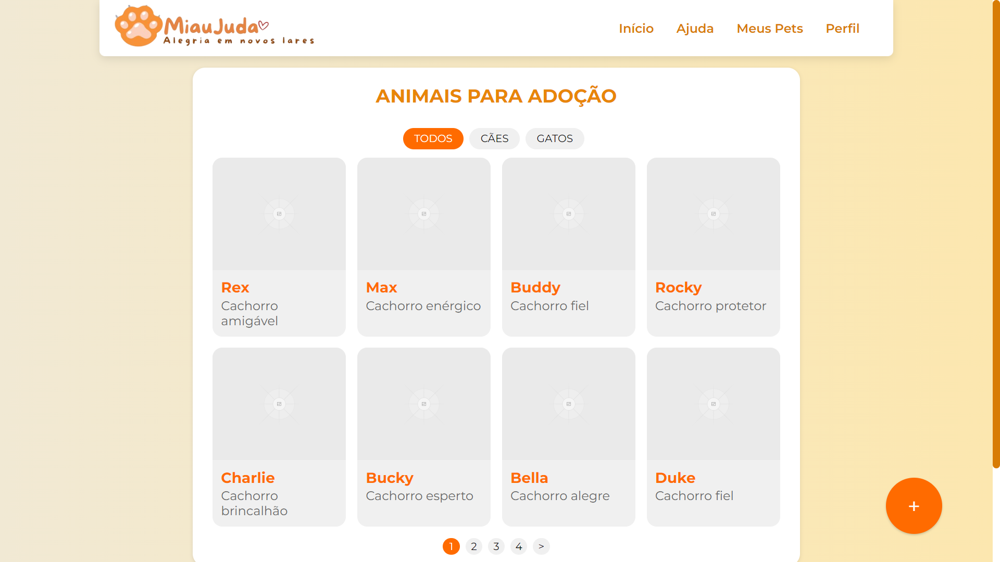 MiauJuda
Alegria em novos lares
Início Ajuda Meus Pets Perfil
ANIMAIS PARA ADOÇÃO
TODOS CÃES GATOS
Rex
Cachorro
amigável
Max
Cachorro enérgico
Buddy
Cachorro fiel
Rocky
Cachorro protetor
Charlie
Cachorro
brincalhão
Bucky
Cachorro esperto
Bella
Cachorro alegre
Duke
Cachorro fiel
+
1 2 3 4 >